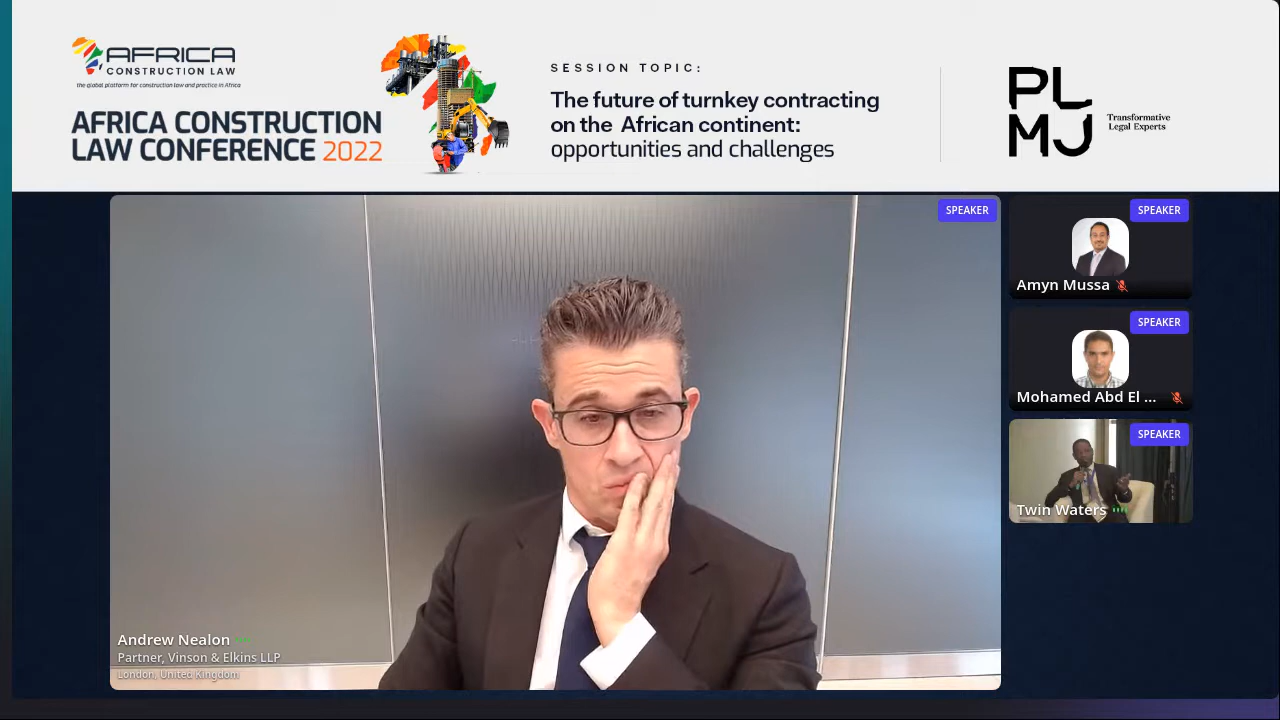 AFRICA
CONSTRUCTION LAW
The global platform for construction law and practice in Africa
AFRICA CONSTRUCTION
LAW CONFERENCE 2022
SESSION TOPIC:
The future of turnkey contracting
on the African continent:
opportunities and challenges
PL
MJ
Transformative
Legal Experts
SPEAKER
Andrew Nealon
Partner, Vinson & Elkins LLP
London, United Kingdom
SPEAKER
Amyn Mussa
SPEAKER
Mohamed Abd El ...
SPEAKER
Twin Waters